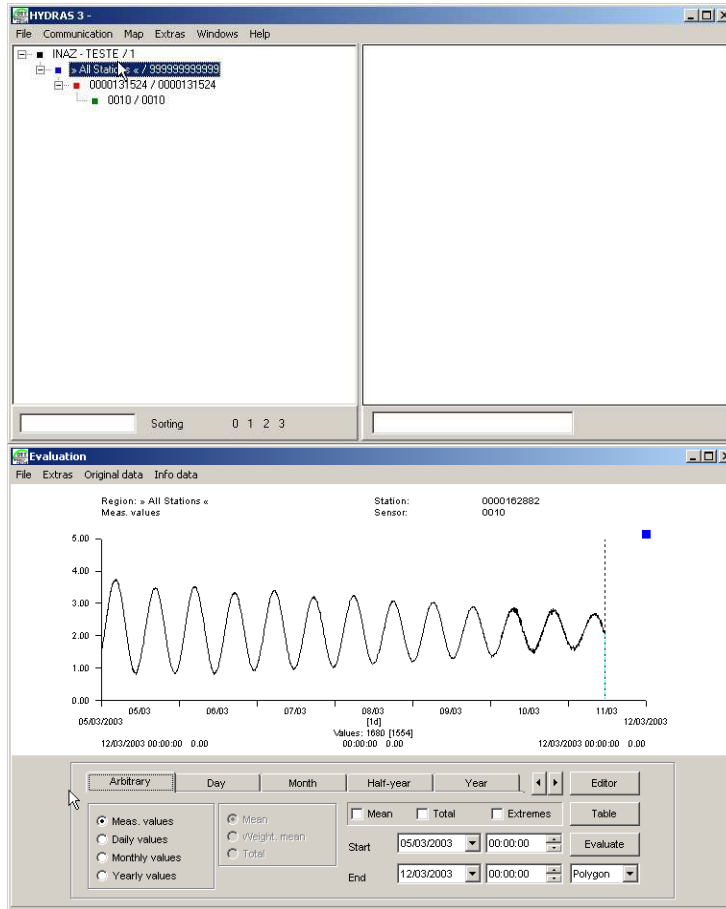 HYDRAS 3 -
File Communication Map Extras Windows Help
INAZ - TESTE / 1
» All Stations « / 999999999999
0000131524 / 0000131524
0010 / 0010
Sorting 0 1 2 3
Evaluation
File Extras Original data Info data
Region: » All Stations « Station: 0000162882
Meas. values Sensor: 0010
5.00
4.00
3.00
2.00
1.00
0.00
05/03 06/03 07/03 08/03 09/03 10/03 11/03
05/03/2003 [1d] 12/03/2003
Values: 1680 [1554]
12/03/2003 00:00:00 0.00 00:00:00 0.00 12/03/2003 00:00:00 0.00
Arbitrary Day Month Half-year Year Editor
Meas. values Mean Mean Total Extremes Table
Daily values Weight. mean Start 05/03/2003 00:00:00 Evaluate
Monthly values Total
Yearly values End 12/03/2003 00:00:00 Polygon